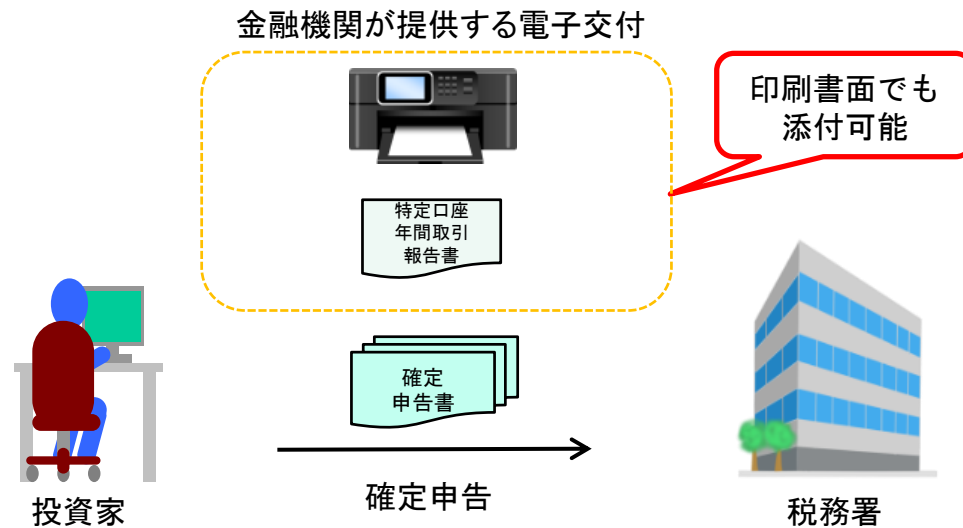 金融機関が提供する電子交付
印刷書面でも
添付可能
特定口座
年間取引
報告書
確定
申告書
投資家
確定申告
税務署